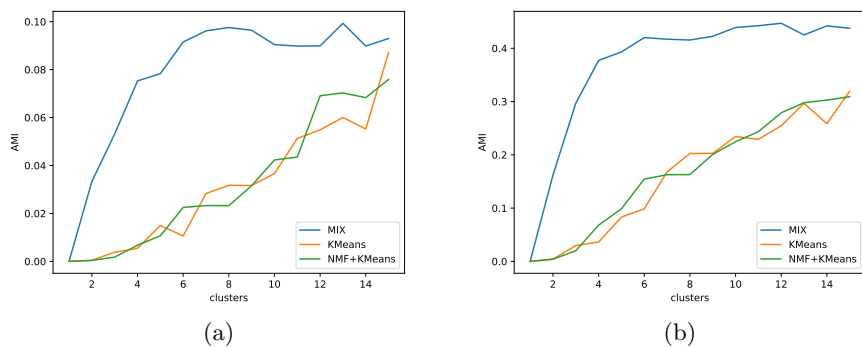 0.10
0.08
0.06
0.04
0.02
0.00
AMI
2 4 6 8 10 12 14
clusters
MIX
KMeans
NMF+KMeans
(a)
0.4
0.3
0.2
0.1
0.0
AMI
2 4 6 8 10 12 14
clusters
MIX
KMeans
NMF+KMeans
(b)